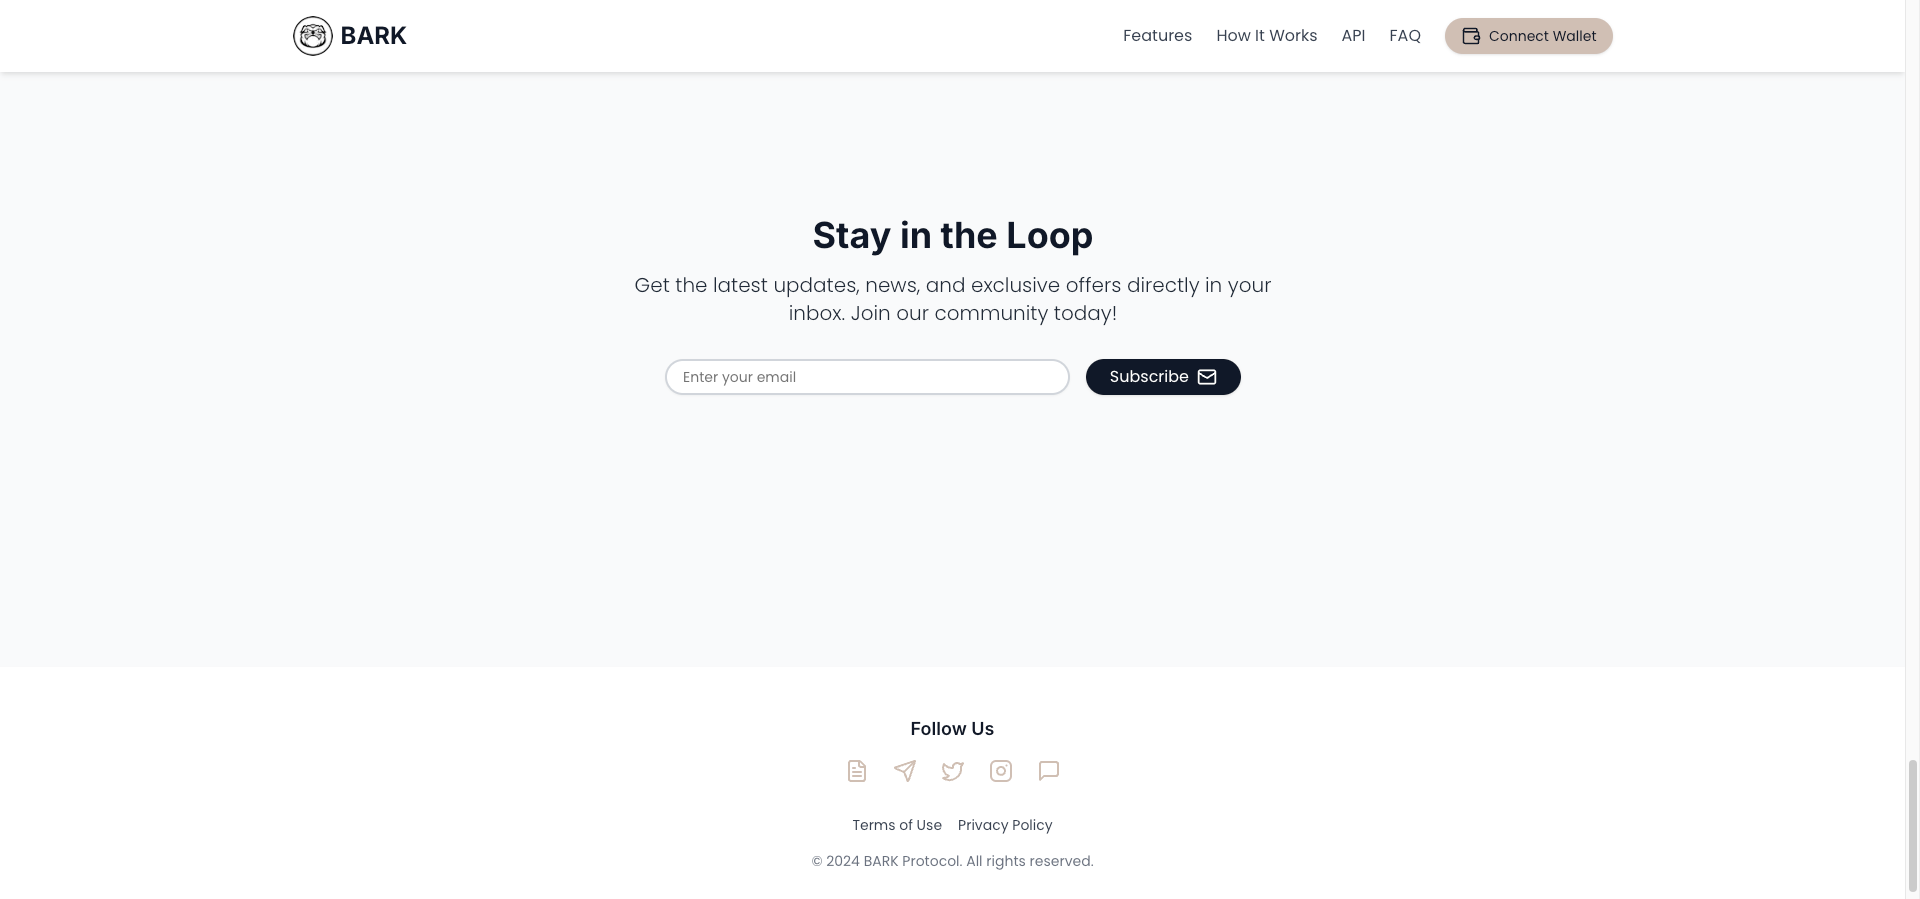 BARK
Features
How It Works
API
FAQ
Connect Wallet
Stay in the Loop
Get the latest updates, news, and exclusive offers directly in your
inbox. Join our community today!
Enter your email
Subscribe
Follow Us
Terms of Use
Privacy Policy
© 2024 BARK Protocol. All rights reserved.